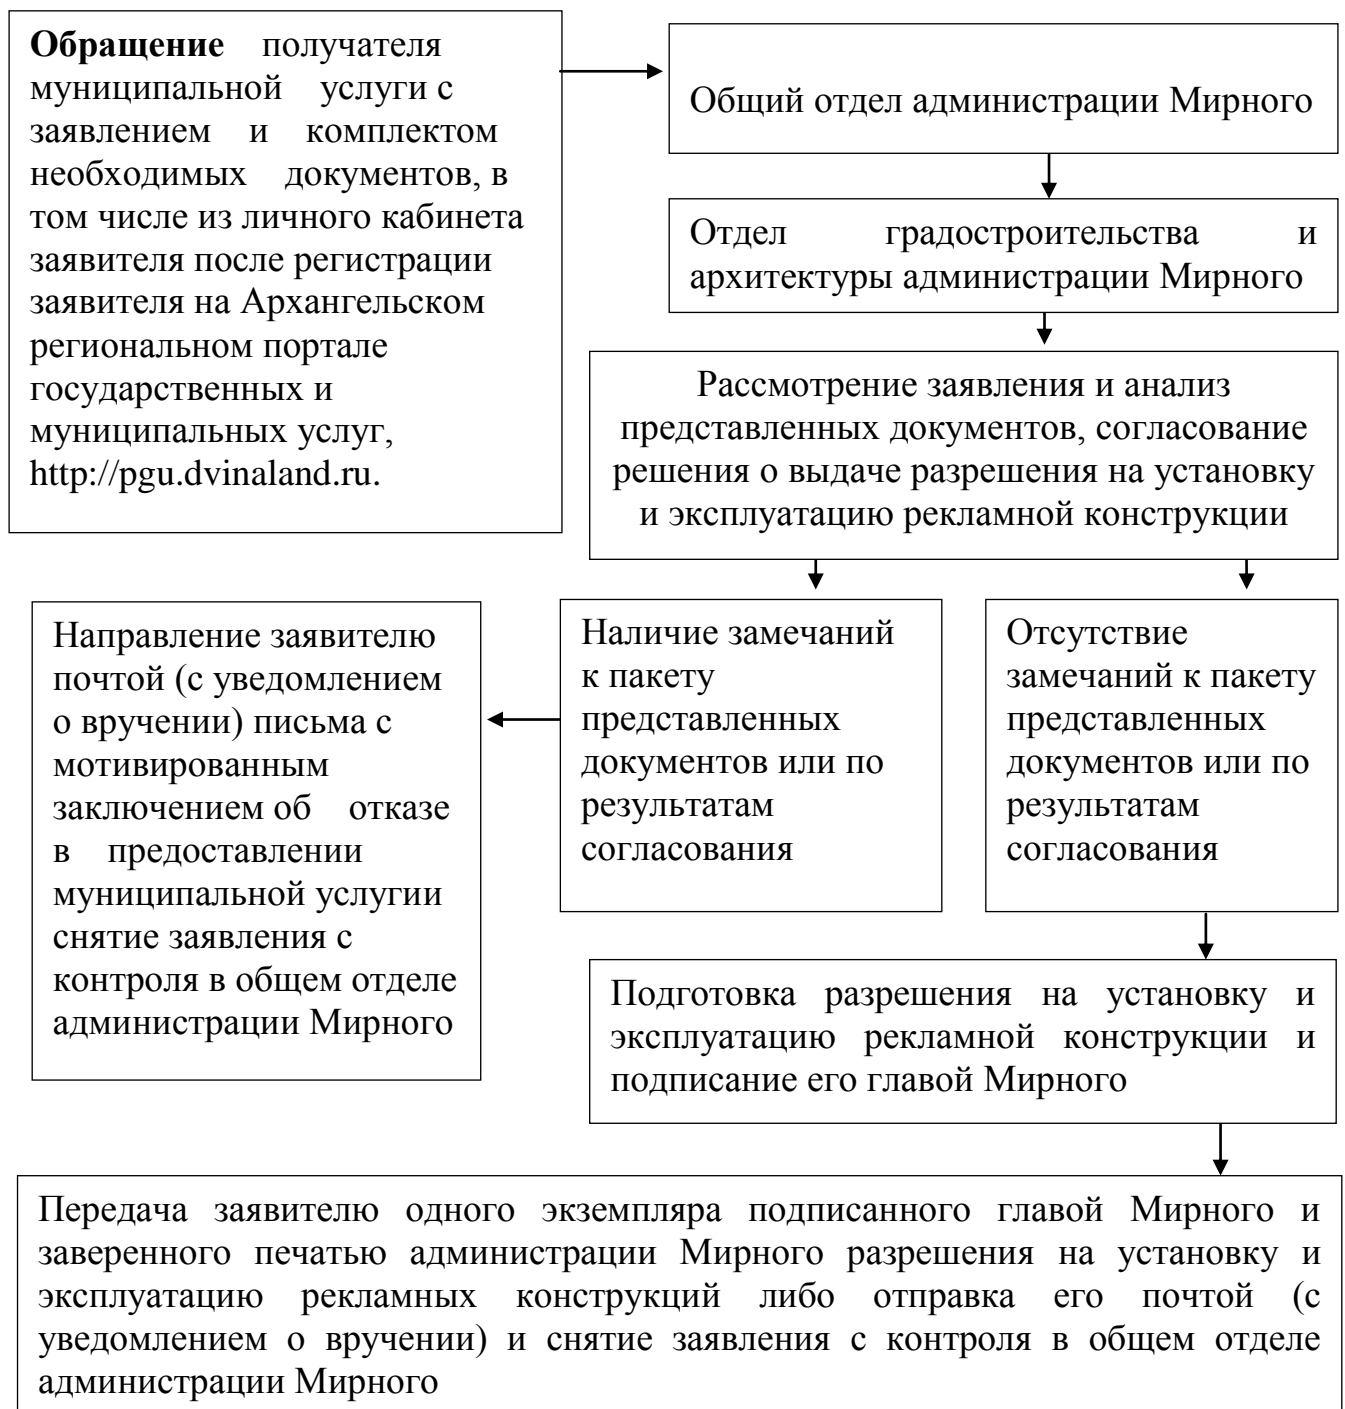 Обращение получателя
муниципальной услуги с
заявлением и комплектом
необходимых документов, в
том числе из личного кабинета
заявителя после регистрации
заявителя на Архангельском
региональном портале
государственных и
муниципальных услуг,
http://pgu.dvinaland.ru.
Общий отдел администрации Мирного
Отдел градостроительства и
архитектуры администрации Мирного
Рассмотрение заявления и анализ
представленных документов, согласование
решения о выдаче разрешения на установку
и эксплуатацию рекламной конструкции
Направление заявителю
почтой (с уведомлением
о вручении) письма с
мотивированным
заключением об отказе
в предоставлении
муниципальной услугии
снятие заявления с
контроля в общем отделе
администрации Мирного
Наличие замечаний
к пакету
представленных
документов или по
результатам
согласования
Отсутствие
замечаний к пакету
представленных
документов или по
результатам
согласования
Подготовка разрешения на установку и
эксплуатацию рекламной конструкции и
подписание его главой Мирного
Передача заявителю одного экземпляра подписанного главой Мирного и
заверенного печатью администрации Мирного разрешения на установку и
эксплуатацию рекламных конструкций либо отправка его почтой (с
уведомлением о вручении) и снятие заявления с контроля в общем отделе
администрации Мирного